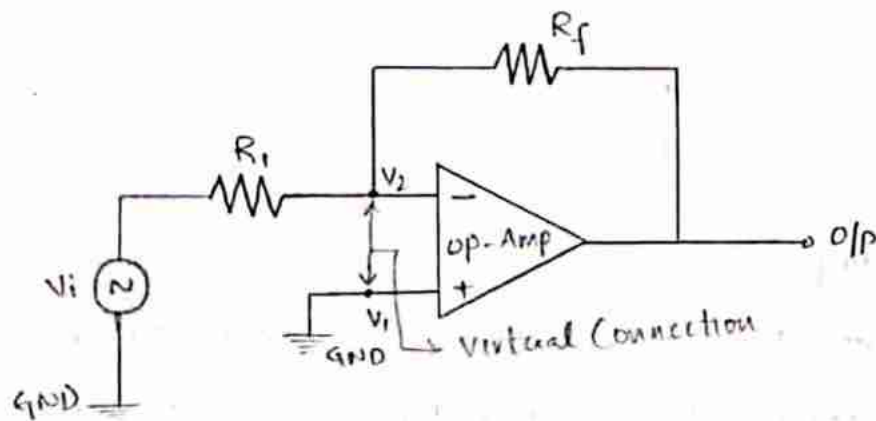 Rf
R1
V2
−
Op-Amp
O/P
Vi
+
V1
GND
Virtual Connection
GND